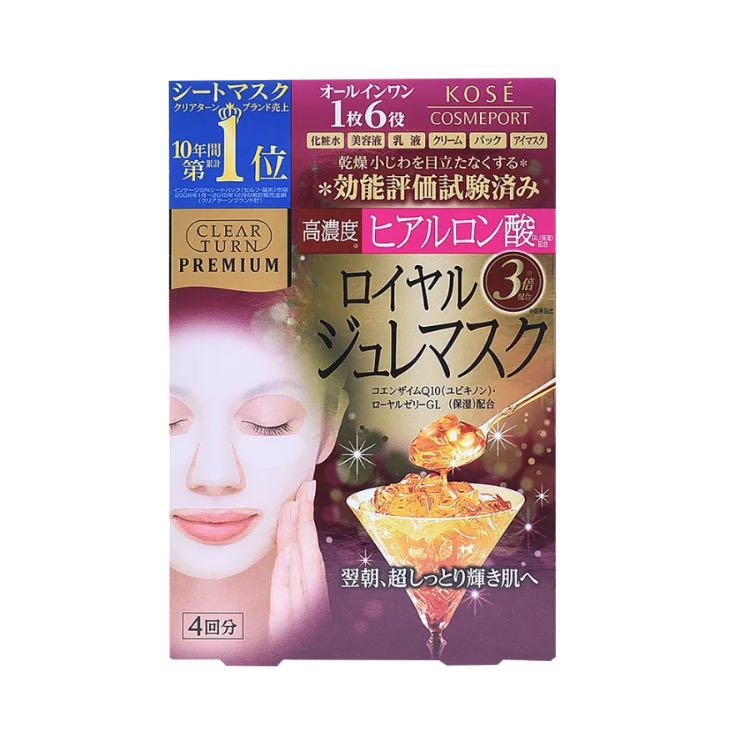 シートマスク
クリアターン ブランド売上
10年間
第 累計 1位
オールインワン
1枚6役
KOSÉ
COSMEPORT
化粧水 美容液 乳液 クリーム パック アイマスク
乾燥小じわを目立たなくする*
*効能評価試験済み
CLEAR
TURN
PREMIUM
高濃度 ヒアルロン酸 GL(保湿)配合
ロイヤル 3倍 配合
ジュレマスク
コエンザイムQ10(ユビキノン)・
ローヤルゼリーGL (保湿)配合
翌朝、超しっとり輝き肌へ
4回分